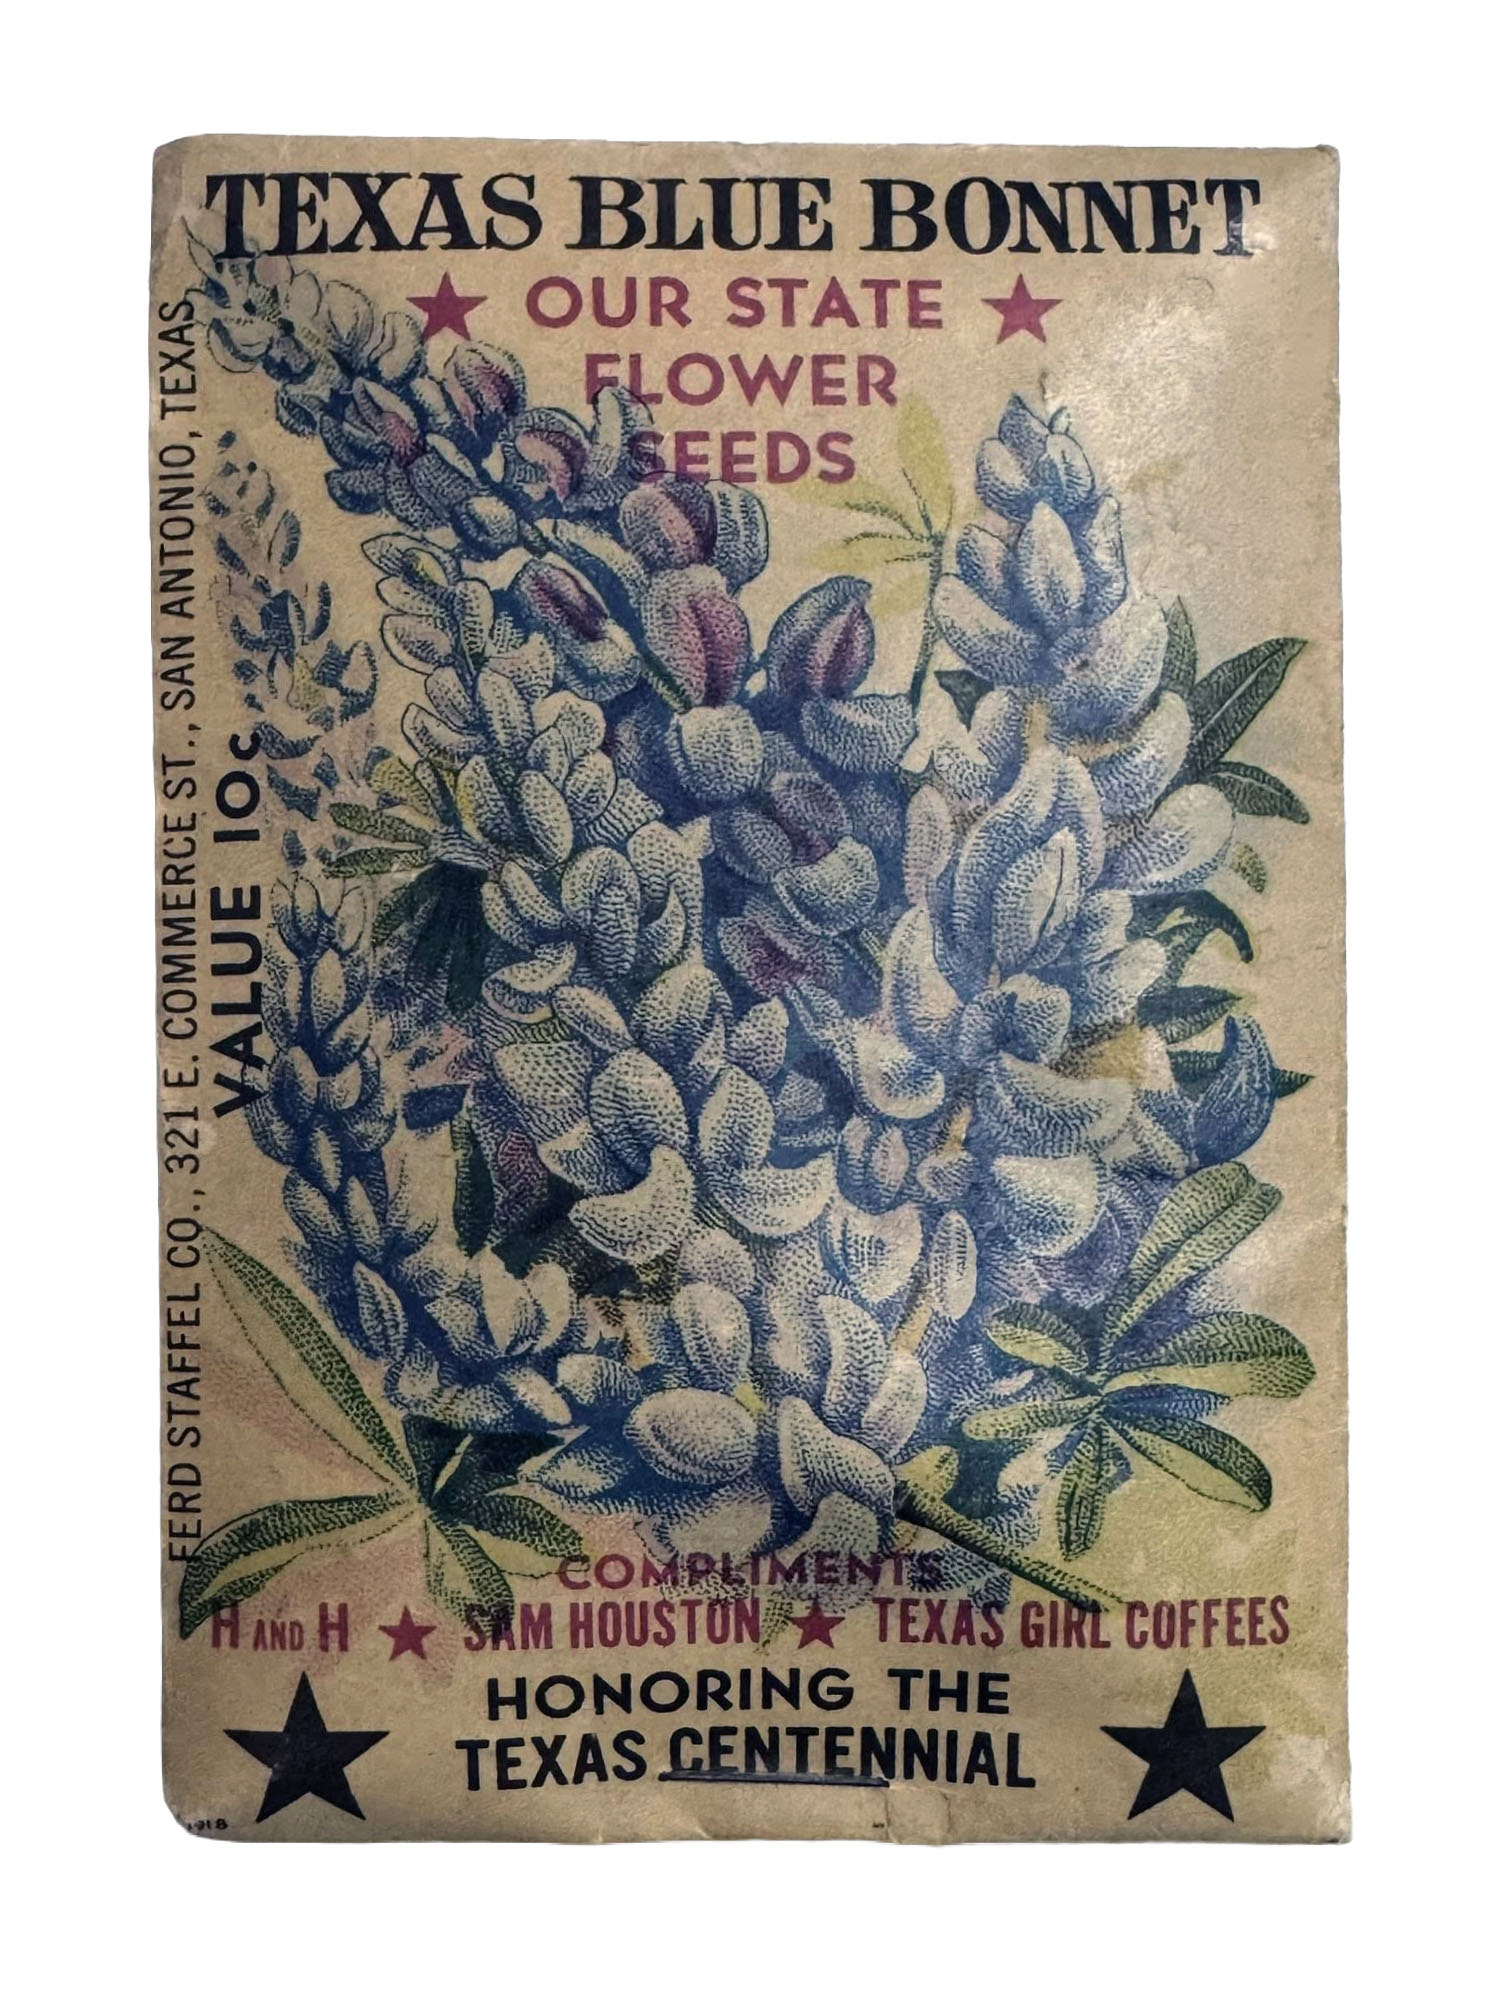 TEXAS BLUE BONNET
★ OUR STATE ★
FLOWER
SEEDS
FERD STAFFEL CO., 321 E. COMMERCE ST., SAN ANTONIO, TEXAS
VALUE 10c
COMPLIMENTS
H AND H ★ SAM HOUSTON ★ TEXAS GIRL COFFEES
HONORING THE
TEXAS CENTENNIAL